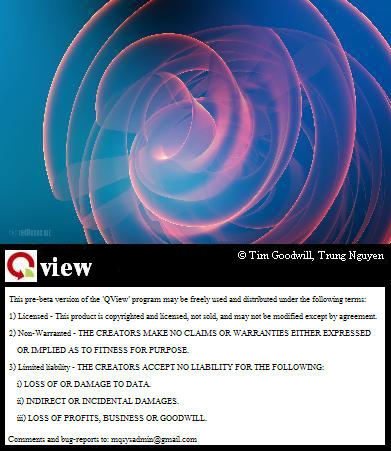 © Tim Goodwill, Trung Nguyen
view
This pre-beta version of the 'QView' program may be freely used and distributed under the following terms:
1) Licensed - This product is copyrighted and licensed, not sold, and may not be modified except by agreement.
2) Non-Warranted - THE CREATORS MAKE NO CLAIMS OR WARRANTIES EITHER EXPRESSED
OR IMPLIED AS TO FITNESS FOR PURPOSE.
3) Limited liability - THE CREATORS ACCEPT NO LIABILITY FOR THE FOLLOWING:
i) LOSS OF OR DAMAGE TO DATA.
ii) INDIRECT OR INCIDENTAL DAMAGES.
iii) LOSS OF PROFITS, BUSINESS OR GOODWILL.
Comments and bug-reports to: mqsysadmin@gmail.com